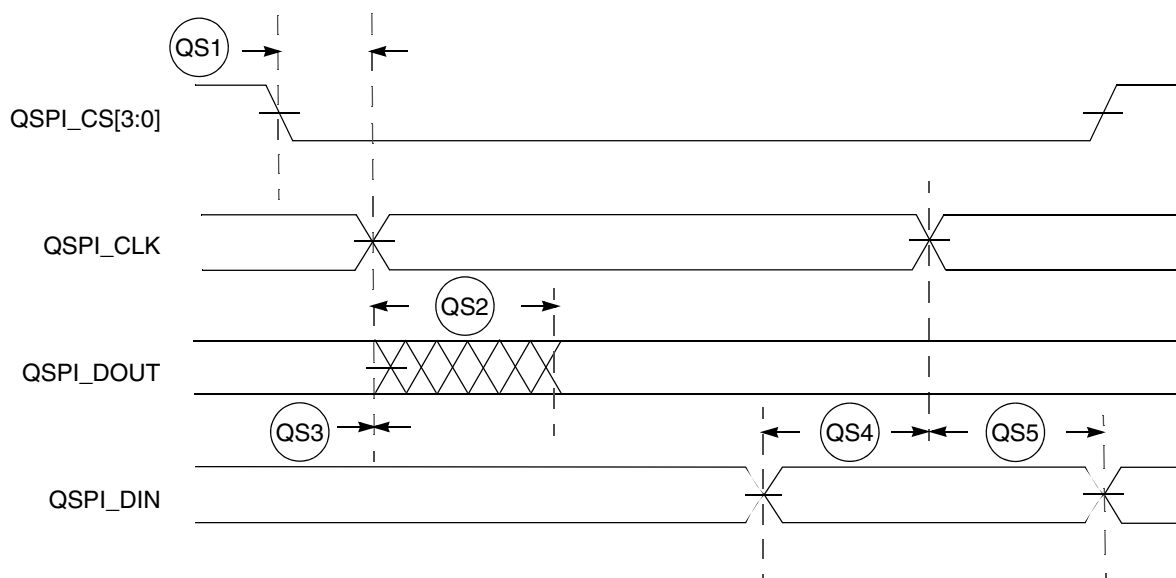 QS1
QSPI_CS[3:0]
QSPI_CLK
QS2
QSPI_DOUT
QS3
QS4
QS5
QSPI_DIN